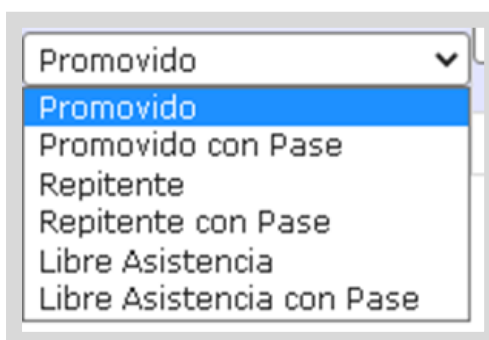 Promovido
Promovido
Promovido con Pase
Repitente
Repitente con Pase
Libre Asistencia
Libre Asistencia con Pase